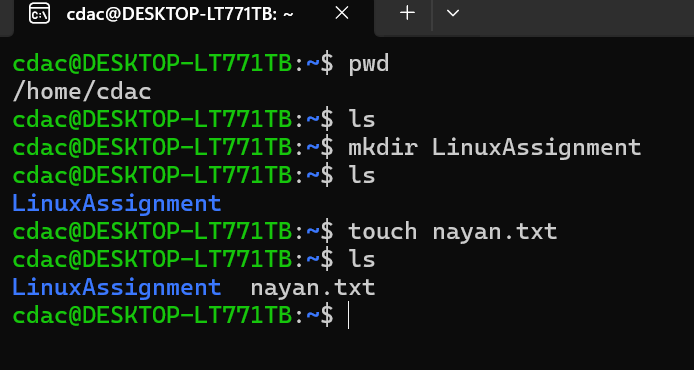 cdac@DESKTOP-LT771TB: ~
cdac@DESKTOP-LT771TB:~$ pwd
/home/cdac
cdac@DESKTOP-LT771TB:~$ ls
cdac@DESKTOP-LT771TB:~$ mkdir LinuxAssignment
cdac@DESKTOP-LT771TB:~$ ls
LinuxAssignment
cdac@DESKTOP-LT771TB:~$ touch nayan.txt
cdac@DESKTOP-LT771TB:~$ ls
LinuxAssignment  nayan.txt
cdac@DESKTOP-LT771TB:~$